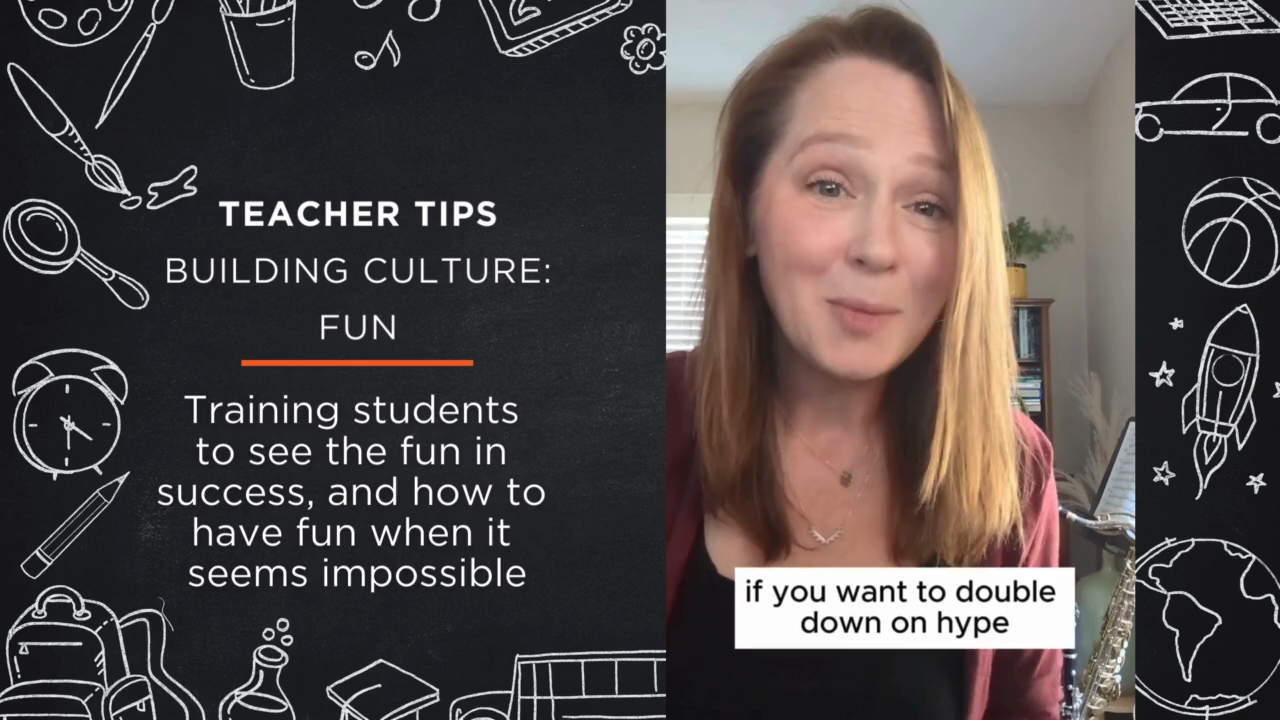 TEACHER TIPS
BUILDING CULTURE:
FUN
Training students
to see the fun in
success, and how to
have fun when it
seems impossible
if you want to double
down on hype